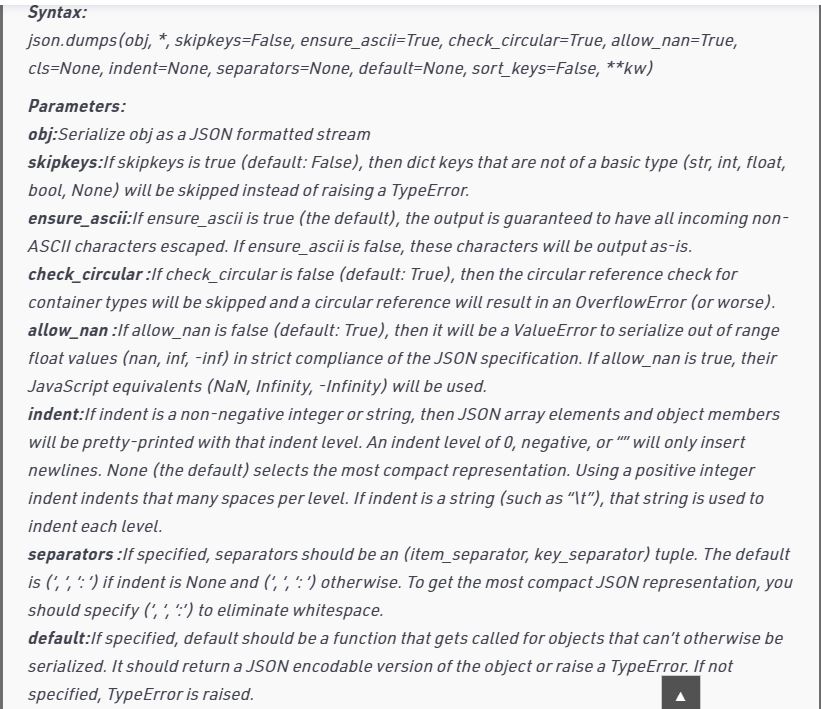 Syntax:
json.dumps(obj, *, skipkeys=False, ensure_ascii=True, check_circular=True, allow_nan=True,
cls=None, indent=None, separators=None, default=None, sort_keys=False, **kw)
Parameters:
obj:Serialize obj as a JSON formatted stream
skipkeys:If skipkeys is true (default: False), then dict keys that are not of a basic type (str, int, float,
bool, None) will be skipped instead of raising a TypeError.
ensure_ascii:If ensure_ascii is true (the default), the output is guaranteed to have all incoming non-
ASCII characters escaped. If ensure_ascii is false, these characters will be output as-is.
check_circular :If check_circular is false (default: True), then the circular reference check for
container types will be skipped and a circular reference will result in an OverflowError (or worse).
allow_nan :If allow_nan is false (default: True), then it will be a ValueError to serialize out of range
float values (nan, inf, -inf) in strict compliance of the JSON specification. If allow_nan is true, their
JavaScript equivalents (NaN, Infinity, -Infinity) will be used.
indent:If indent is a non-negative integer or string, then JSON array elements and object members
will be pretty-printed with that indent level. An indent level of 0, negative, or “” will only insert
newlines. None (the default) selects the most compact representation. Using a positive integer
indent indents that many spaces per level. If indent is a string (such as “\t”), that string is used to
indent each level.
separators :If specified, separators should be an (item_separator, key_separator) tuple. The default
is (‘, ‘, ‘: ‘) if indent is None and (‘, ‘, ‘: ‘) otherwise. To get the most compact JSON representation, you
should specify (‘, ‘, ‘:’) to eliminate whitespace.
default:If specified, default should be a function that gets called for objects that can’t otherwise be
serialized. It should return a JSON encodable version of the object or raise a TypeError. If not
specified, TypeError is raised.